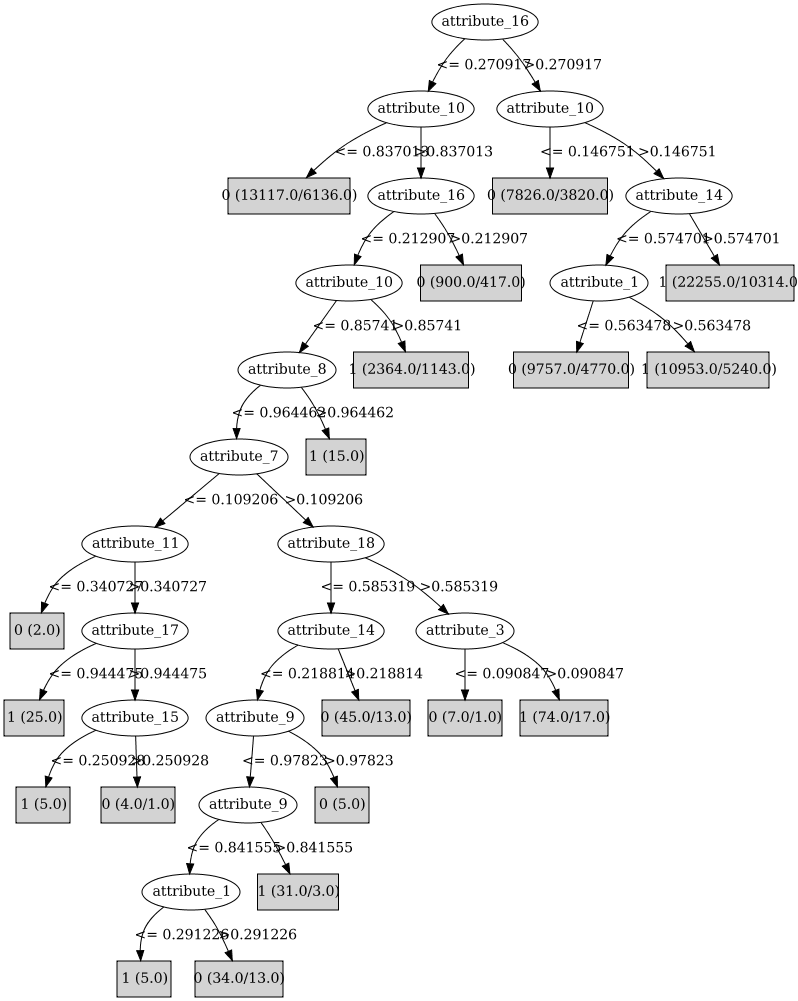 attribute_16
<= 0.270917 >0.270917
attribute_10 attribute_10
<= 0.837013 >0.837013 <= 0.146751 >0.146751
0 (13117.0/6136.0) attribute_16 0 (7826.0/3820.0) attribute_14
<= 0.212907 >0.212907 <= 0.574701 >0.574701
attribute_10 0 (900.0/417.0) attribute_1 1 (22255.0/10314.0)
<= 0.85741 >0.85741 <= 0.563478 >0.563478
attribute_8 1 (2364.0/1143.0) 0 (9757.0/4770.0) 1 (10953.0/5240.0)
<= 0.964462 >0.964462
attribute_7 1 (15.0)
<= 0.109206 >0.109206
attribute_11 attribute_18
<= 0.340727 >0.340727 <= 0.585319 >0.585319
0 (2.0) attribute_17 attribute_14 attribute_3
<= 0.944475 >0.944475 <= 0.218814 >0.218814 <= 0.090847 >0.090847
1 (25.0) attribute_15 attribute_9 0 (45.0/13.0) 0 (7.0/1.0) 1 (74.0/17.0)
<= 0.250928 >0.250928 <= 0.97823 >0.97823
1 (5.0) 0 (4.0/1.0) attribute_9 0 (5.0)
<= 0.841555 >0.841555
attribute_1 1 (31.0/3.0)
<= 0.291226 >0.291226
1 (5.0) 0 (34.0/13.0)